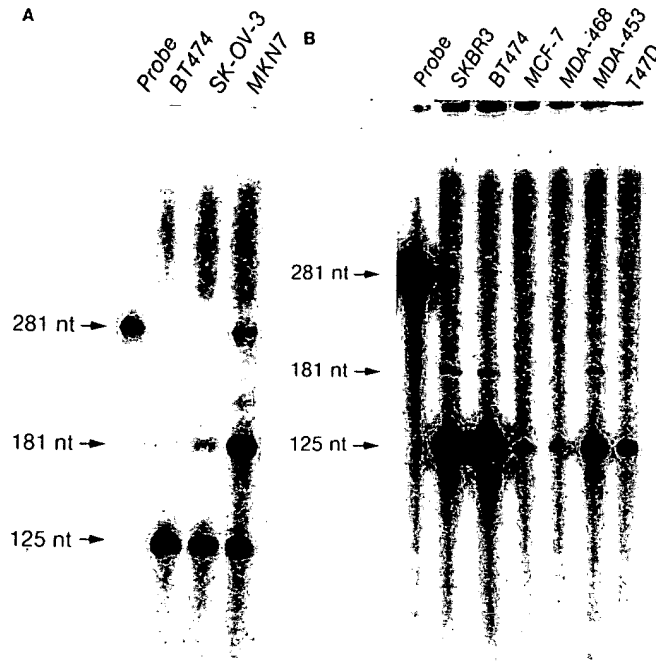 A
Probe
BT474
SK-OV-3
MKN7
281 nt
181 nt
125 nt
B
Probe
SKBR3
BT474
MCF-7
MDA-468
MDA-453
T47D
281 nt
181 nt
125 nt